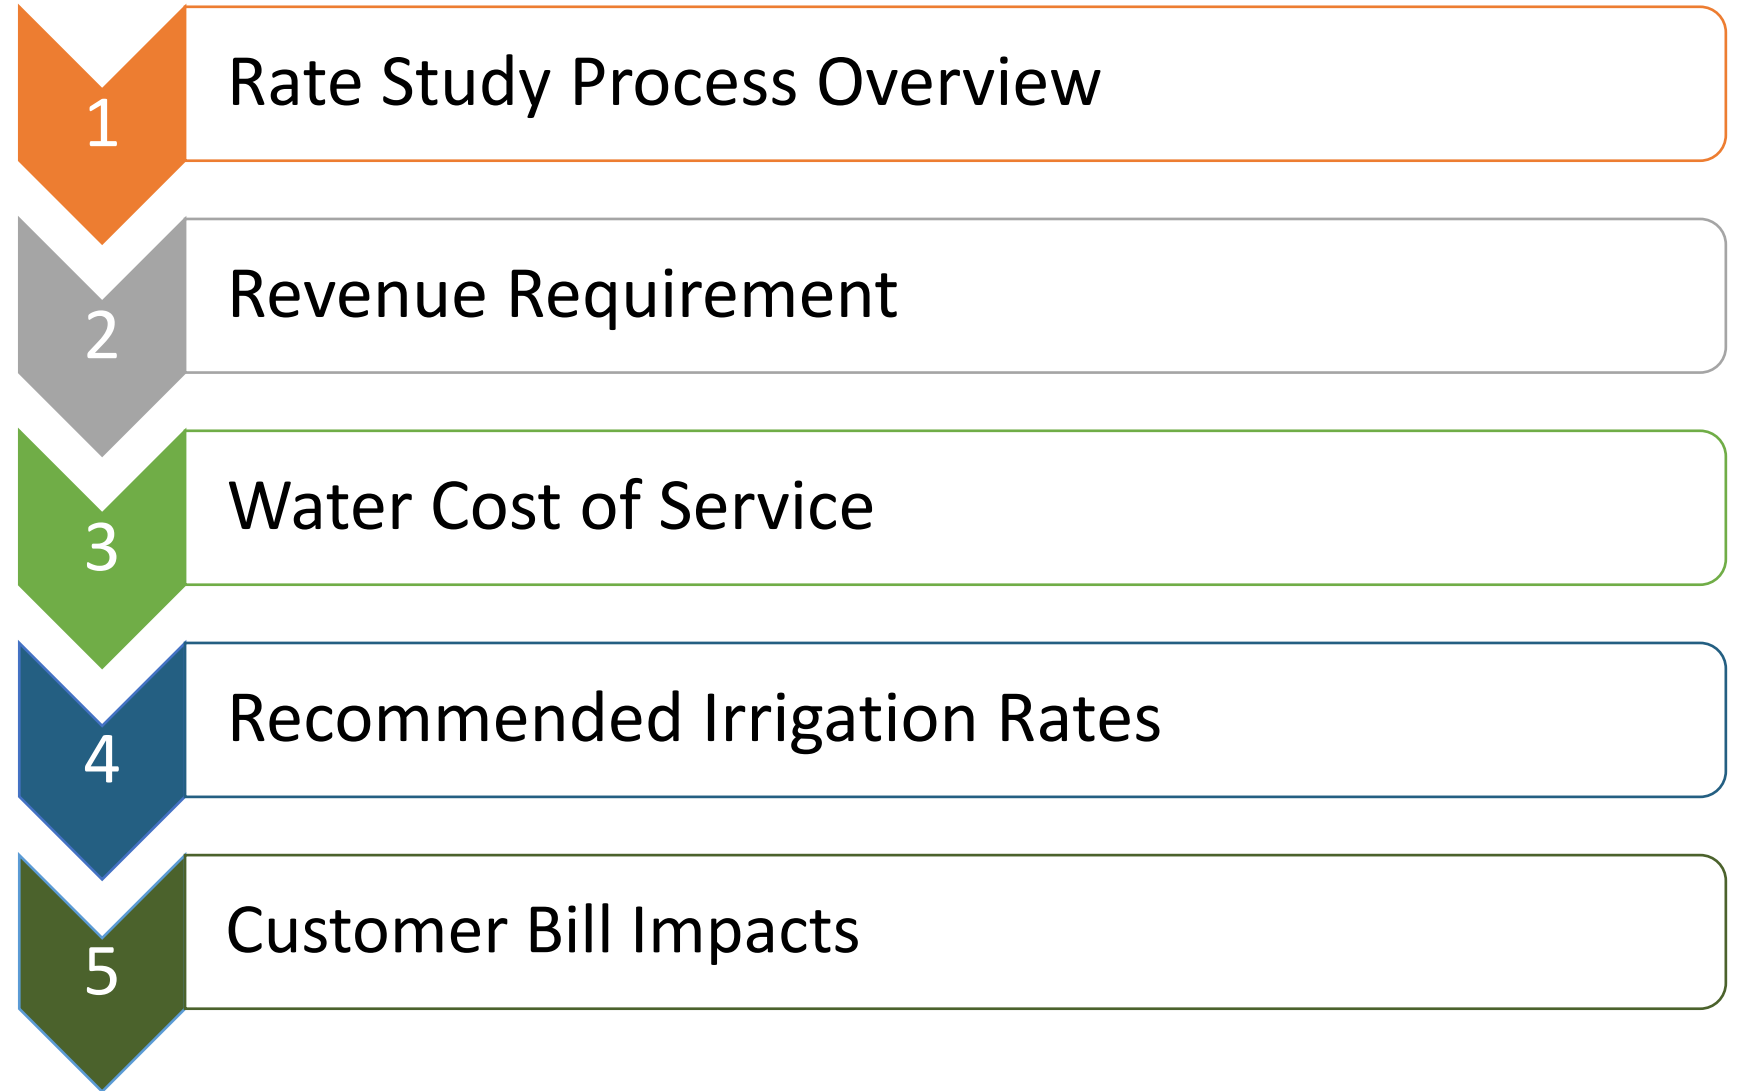 1
Rate Study Process Overview
2
Revenue Requirement
3
Water Cost of Service
4
Recommended Irrigation Rates
5
Customer Bill Impacts